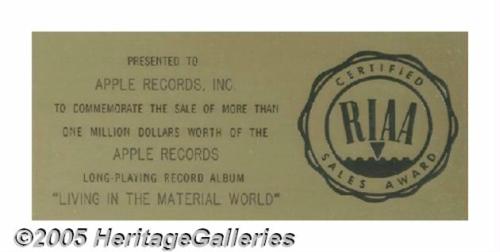 PRESENTED TO
APPLE RECORDS, INC.
TO COMMEMORATE THE SALE OF MORE THAN
ONE MILLION DOLLARS WORTH OF THE
APPLE RECORDS
LONG-PLAYING RECORD ALBUM
"LIVING IN THE MATERIAL WORLD"
CERTIFIED
RIAA
SALES AWARD
©2005 HeritageGalleries